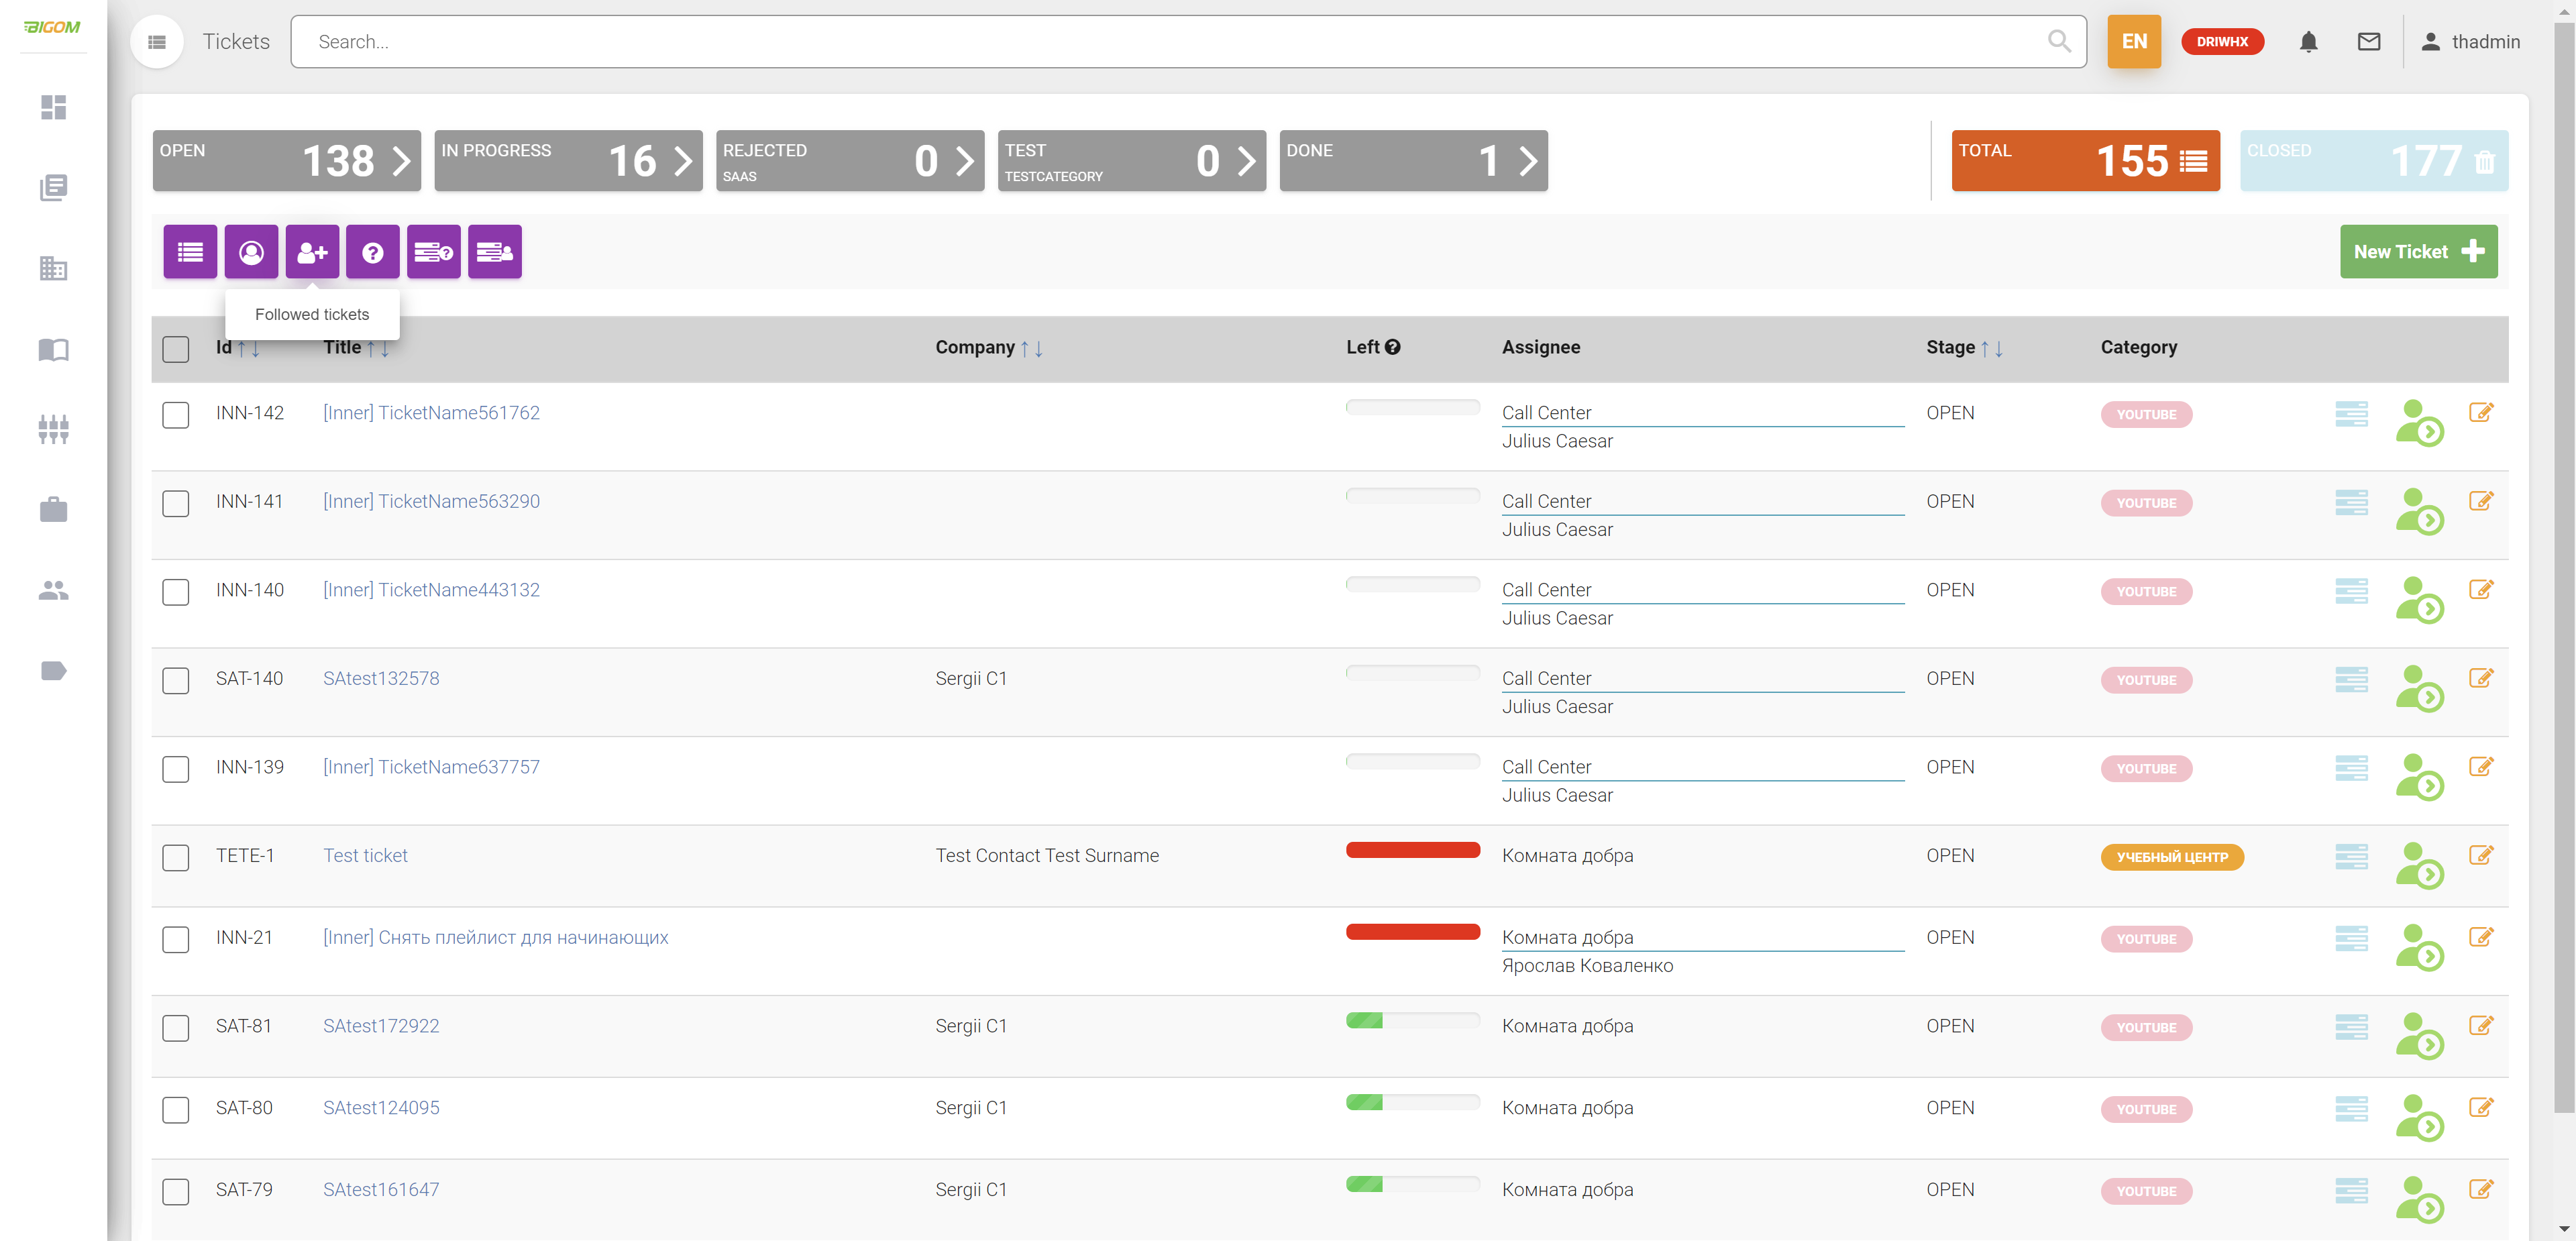 BIGOM
Tickets
Search...
EN
DRIWHX
thadmin
OPEN
138
IN PROGRESS
16
REJECTED
SAAS
0
TEST
TESTCATEGORY
0
DONE
1
TOTAL
155
CLOSED
177
New Ticket
Followed tickets
Id Title Company Left Assignee Stage Category
INN-142 [Inner] TicketName561762 Call Center OPEN YOUTUBE
Julius Caesar
INN-141 [Inner] TicketName563290 Call Center OPEN YOUTUBE
Julius Caesar
INN-140 [Inner] TicketName443132 Call Center OPEN YOUTUBE
Julius Caesar
SAT-140 SAtest132578 Sergii C1 Call Center OPEN YOUTUBE
Julius Caesar
INN-139 [Inner] TicketName637757 Call Center OPEN YOUTUBE
Julius Caesar
TETE-1 Test ticket Test Contact Test Surname Комната добра OPEN УЧЕБНЫЙ ЦЕНТР
INN-21 [Inner] Снять плейлист для начинающих Комната добра OPEN YOUTUBE
Ярослав Коваленко
SAT-81 SAtest172922 Sergii C1 Комната добра OPEN YOUTUBE
SAT-80 SAtest124095 Sergii C1 Комната добра OPEN YOUTUBE
SAT-79 SAtest161647 Sergii C1 Комната добра OPEN YOUTUBE